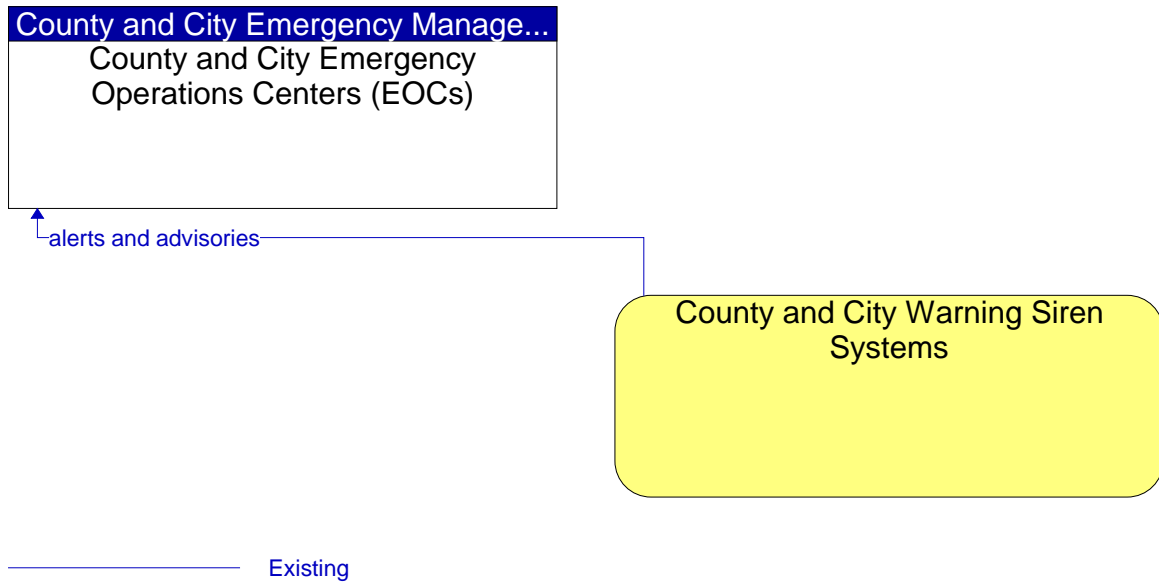 County and City Emergency Manage...
County and City Emergency
Operations Centers (EOCs)
alerts and advisories
County and City Warning Siren
Systems
Existing